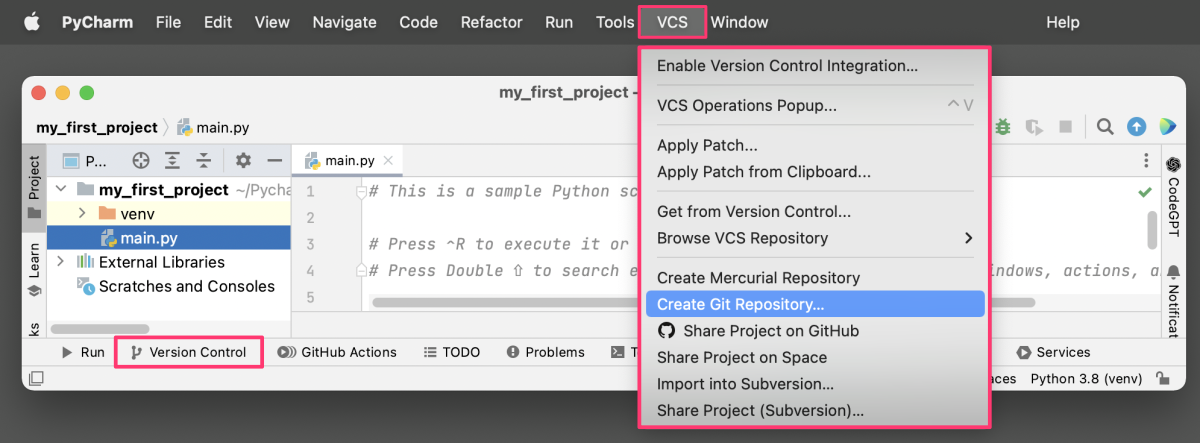 PyCharm File Edit View Navigate Code Refactor Run Tools VCS Window Help
my_first_project -
my_first_project main.py
Project
Learn
P...
my_first_project ~/Pycha
venv
main.py
External Libraries
Scratches and Consoles
main.py
1 # This is a sample Python sc
2
3 # Press ^R to execute it or
4 # Press Double ⇧ to search e indows, actions, a
5
Enable Version Control Integration...
VCS Operations Popup... ^V
Apply Patch...
Apply Patch from Clipboard...
Get from Version Control...
Browse VCS Repository
Create Mercurial Repository
Create Git Repository...
Share Project on GitHub
Share Project on Space
Import into Subversion...
Share Project (Subversion)...
CodeGPT
Notificat
Run Version Control GitHub Actions TODO Problems Services
aces Python 3.8 (venv)